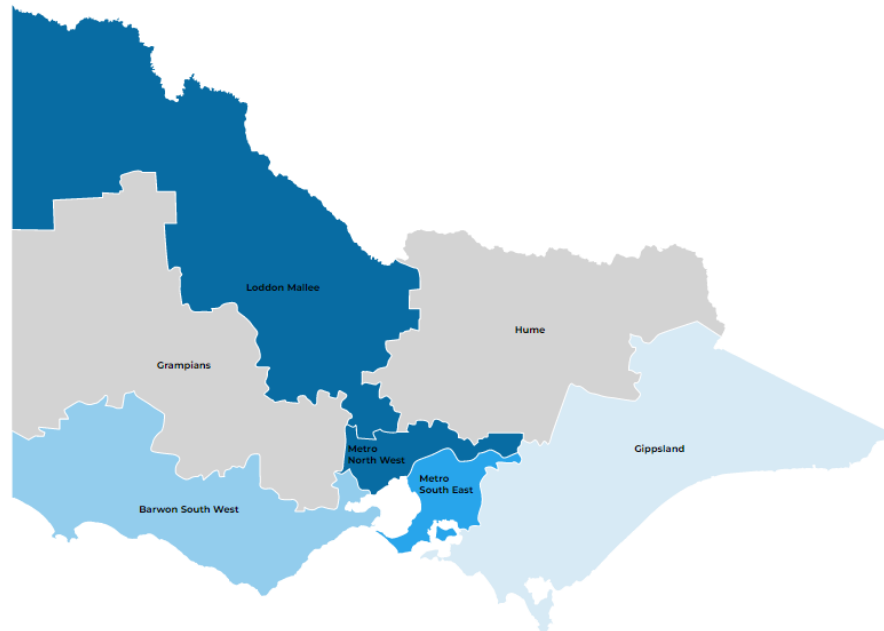 Loddon Mallee
Hume
Grampians
Gippsland
Metro
North West
Metro
South East
Barwon South West